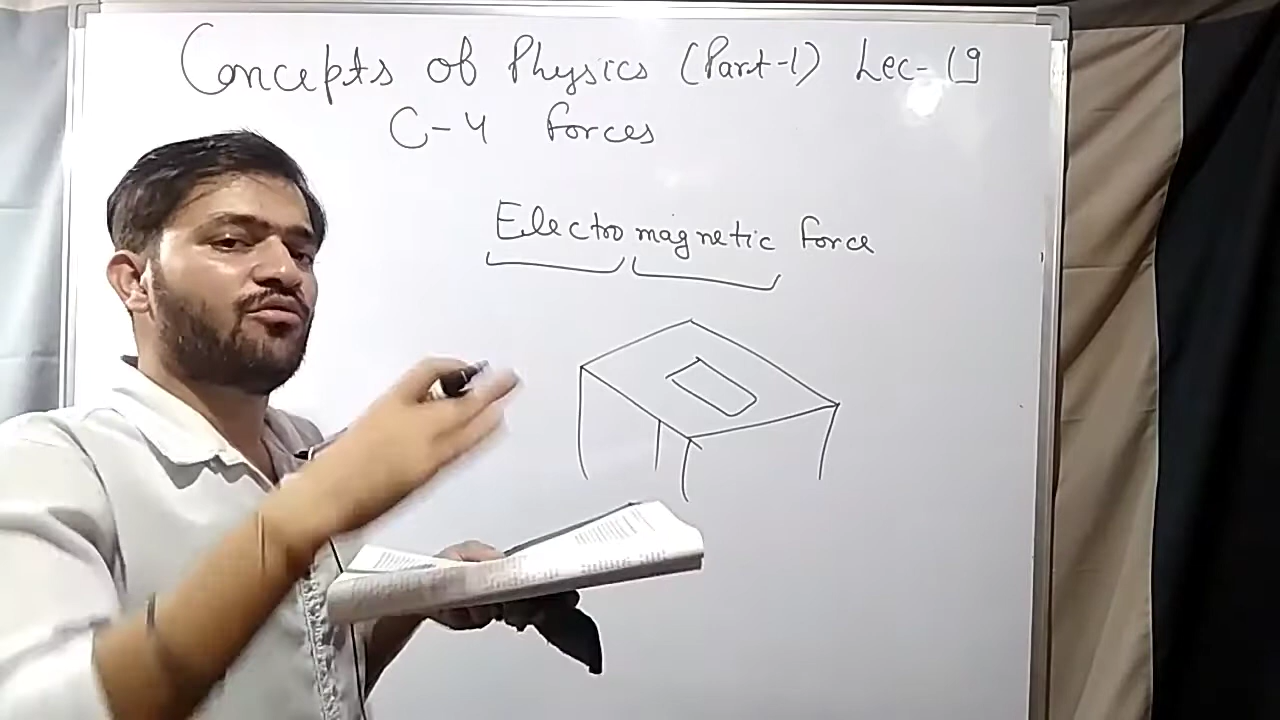 Concepts of Physics (Part-1) Lec-19
C-4 forces
Electromagnetic force